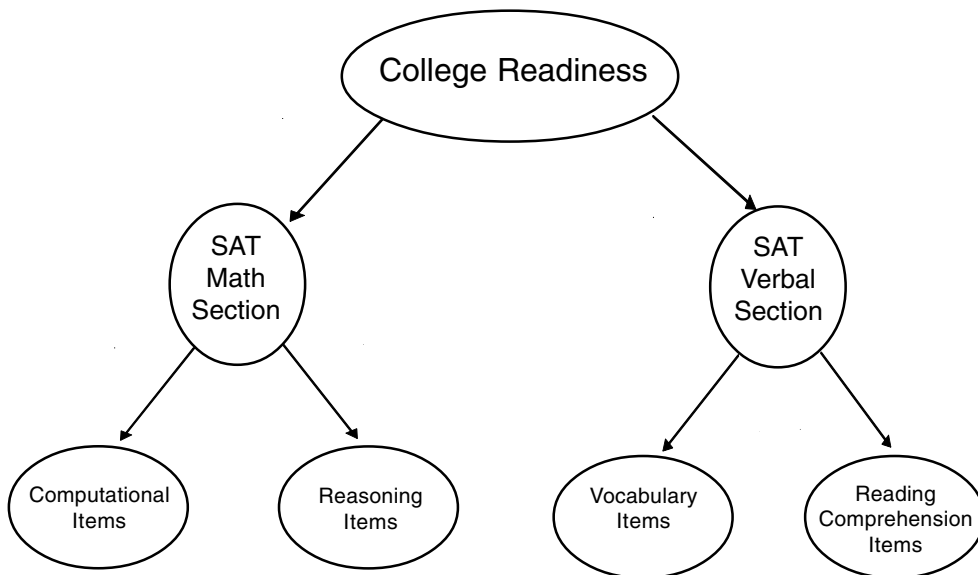 College Readiness
SAT
Math
Section
SAT
Verbal
Section
Computational
Items
Reasoning
Items
Vocabulary
Items
Reading
Comprehension
Items